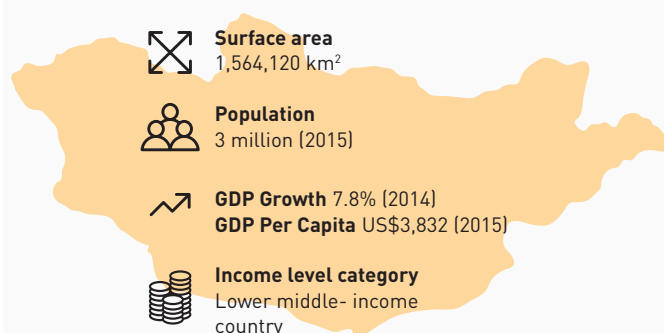 Surface area
1,564,120 km²
Population
3 million (2015)
GDP Growth 7.8% (2014)
GDP Per Capita US$3,832 (2015)
Income level category
Lower middle- income
country